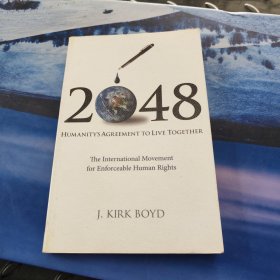 2048
HUMANITY'S AGREEMENT TO LIVE TOGETHER
The International Movement
for Enforceable Human Rights
J. KIRK BOYD